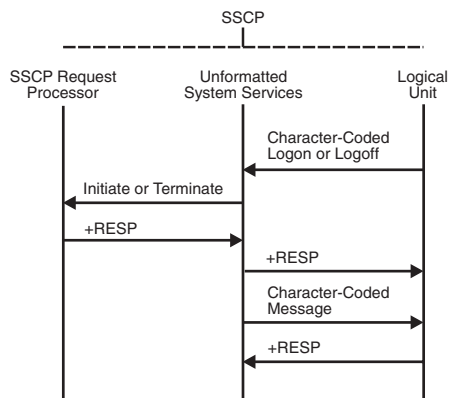 SSCP
SSCP Request
Processor
Unformatted
System Services
Logical
Unit
Character-Coded
Logon or Logoff
Initiate or Terminate
+RESP
+RESP
Character-Coded
Message
+RESP